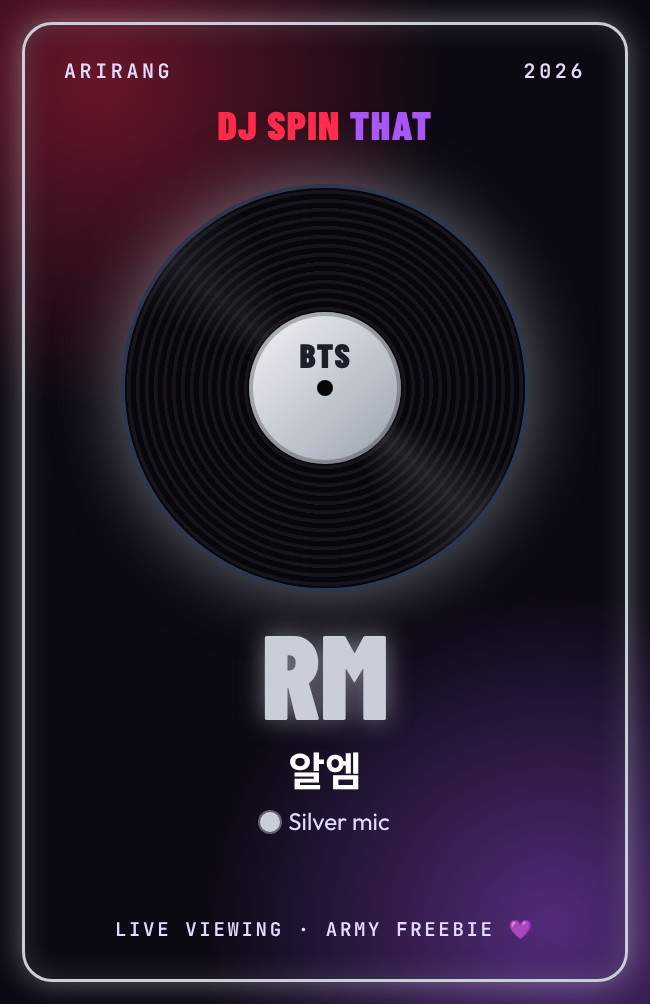 ARIRANG 2026
DJ SPIN THAT
BTS
RM
알엠
Silver mic
LIVE VIEWING · ARMY FREEBIE 💜